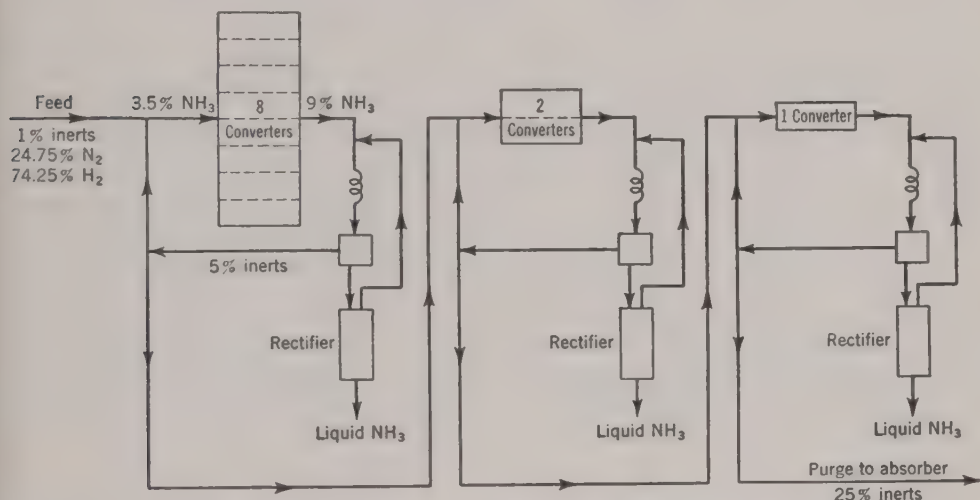 Feed
1% inerts
24.75% N₂
74.25% H₂
3.5% NH₃
8
Converters
9% NH₃
5% inerts
Rectifier
Liquid NH₃
2
Converters
Rectifier
Liquid NH₃
1 Converter
Rectifier
Liquid NH₃
Purge to absorber
25% inerts